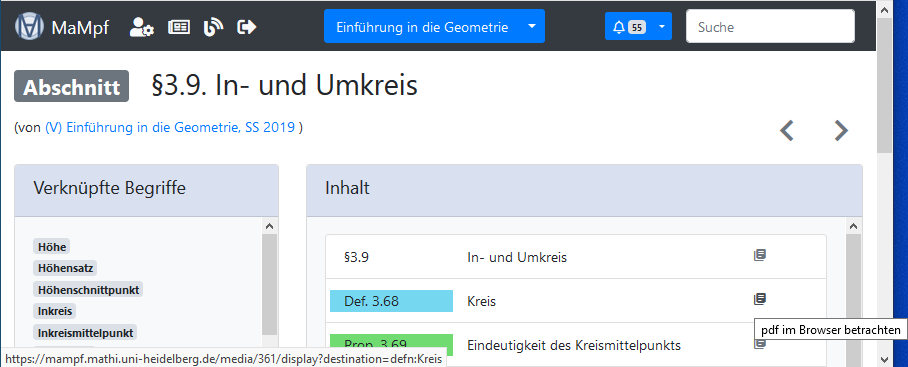 MaMpf Einführung in die Geometrie 55 Suche
Abschnitt §3.9. In- und Umkreis
(von (V) Einführung in die Geometrie, SS 2019 )
Verknüpfte Begriffe
Höhe
Höhensatz
Höhenschnittpunkt
Inkreis
Inkreismittelpunkt
Inhalt
§3.9 In- und Umkreis
Def. 3.68 Kreis
pdf im Browser betrachten
Prop. 3.69 Eindeutigkeit des Kreismittelpunkts
https://mampf.mathi.uni-heidelberg.de/media/361/display?destination=defn:Kreis